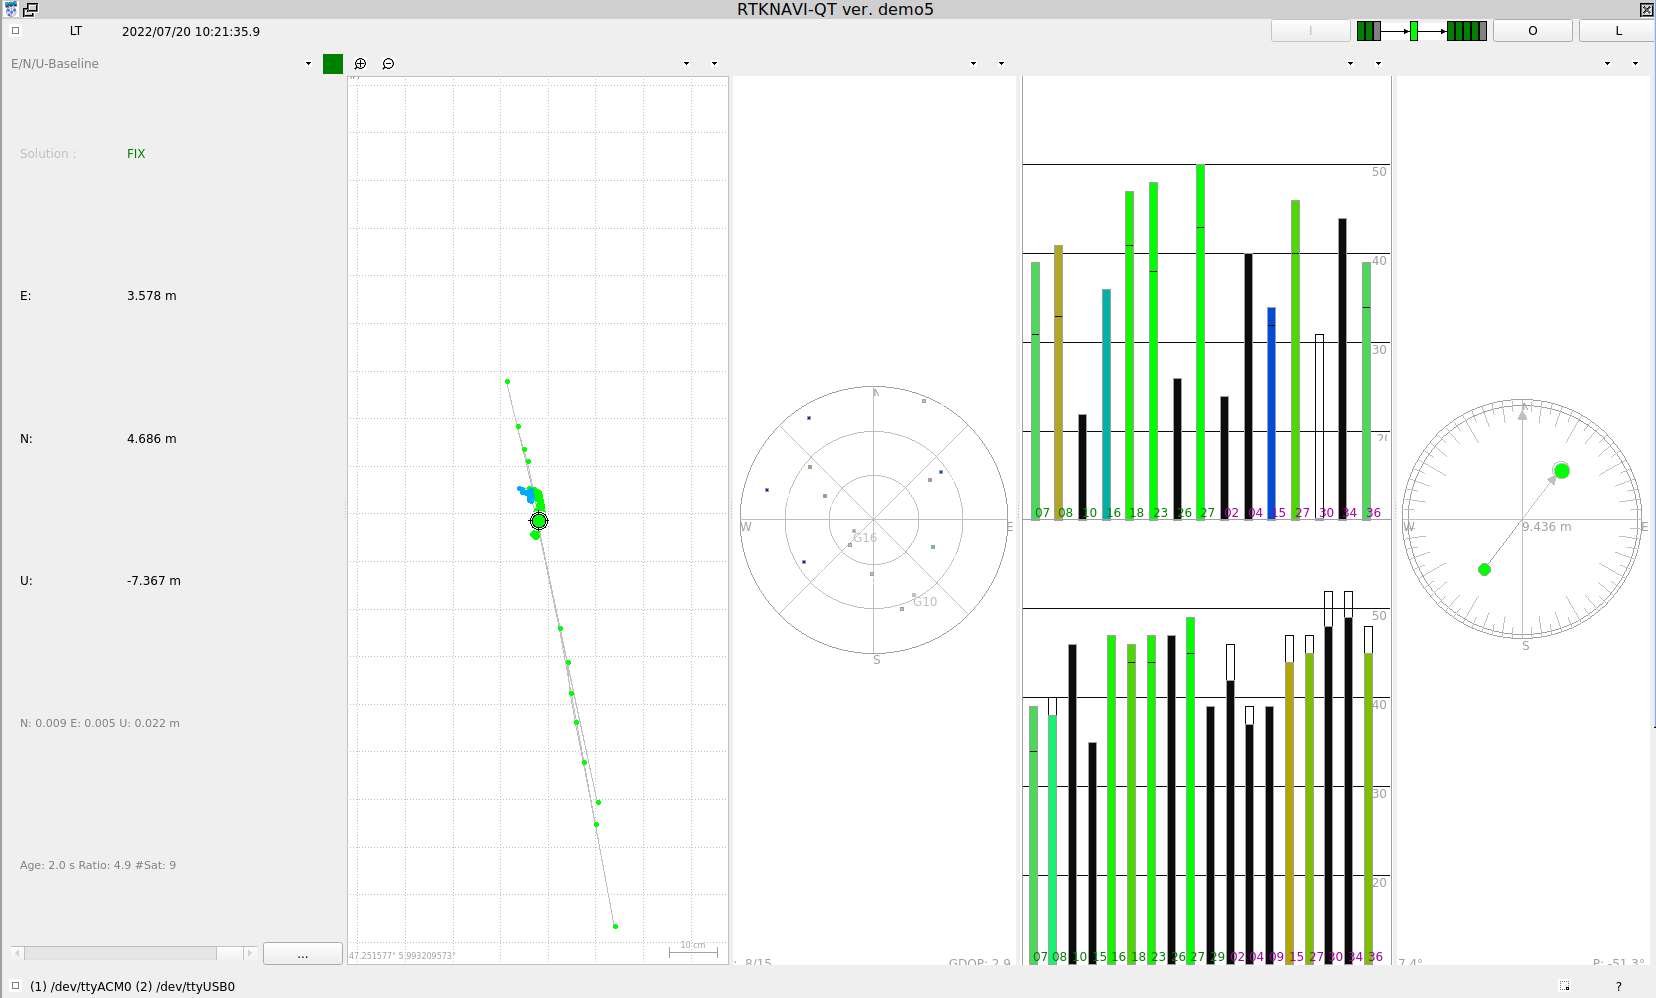 RTKNAVI-QT ver. demo5
LT 2022/07/20 10:21:35.9
I O L
E/N/U-Baseline
Solution : FIX
E: 3.578 m
N: 4.686 m
U: -7.367 m
N: 0.009 E: 0.005 U: 0.022 m
Age: 2.0 s Ratio: 4.9 #Sat: 9
...
47.251577° 5.993209573°
10 cm
N
W
E
S
G16
G10
8/15
GDOP: 2.9
50
40
30
07 08 10 16 18 23 26 27 02 04 15 27 30 34 36
50
40
30
20
07 08 10 15 16 18 23 26 27 29 02 04 09 15 27 30 34 36
N
W
9.436 m
E
S
7.4°
P: -51.3°
(1) /dev/ttyACM0 (2) /dev/ttyUSB0
?